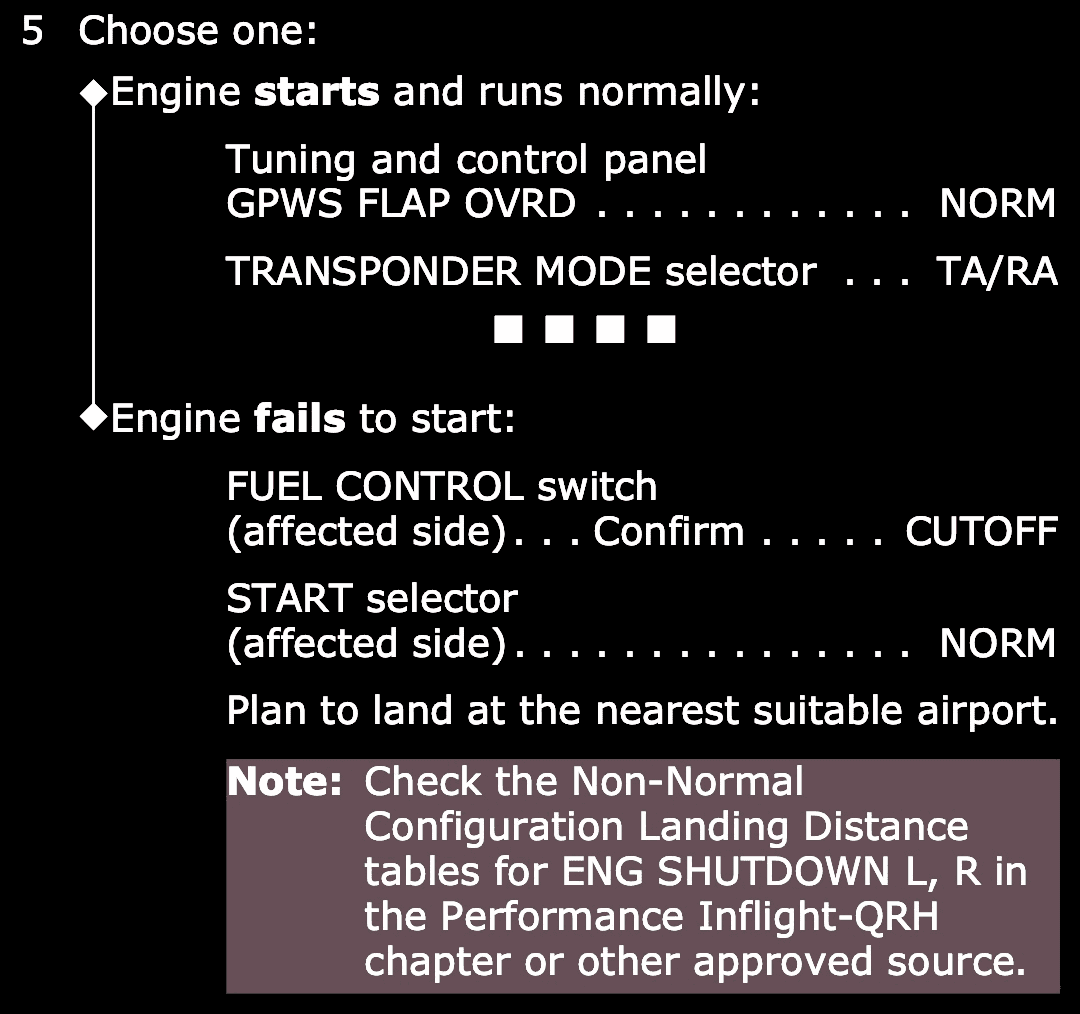 5 Choose one:
Engine starts and runs normally:
Tuning and control panel
GPWS FLAP OVRD . . . . . . . . . . . . NORM
TRANSPONDER MODE selector . . . TA/RA
Engine fails to start:
FUEL CONTROL switch
(affected side) . . . Confirm . . . . . CUTOFF
START selector
(affected side) . . . . . . . . . . . . . . . NORM
Plan to land at the nearest suitable airport.
Note: Check the Non-Normal
Configuration Landing Distance
tables for ENG SHUTDOWN L, R in
the Performance Inflight-QRH
chapter or other approved source.